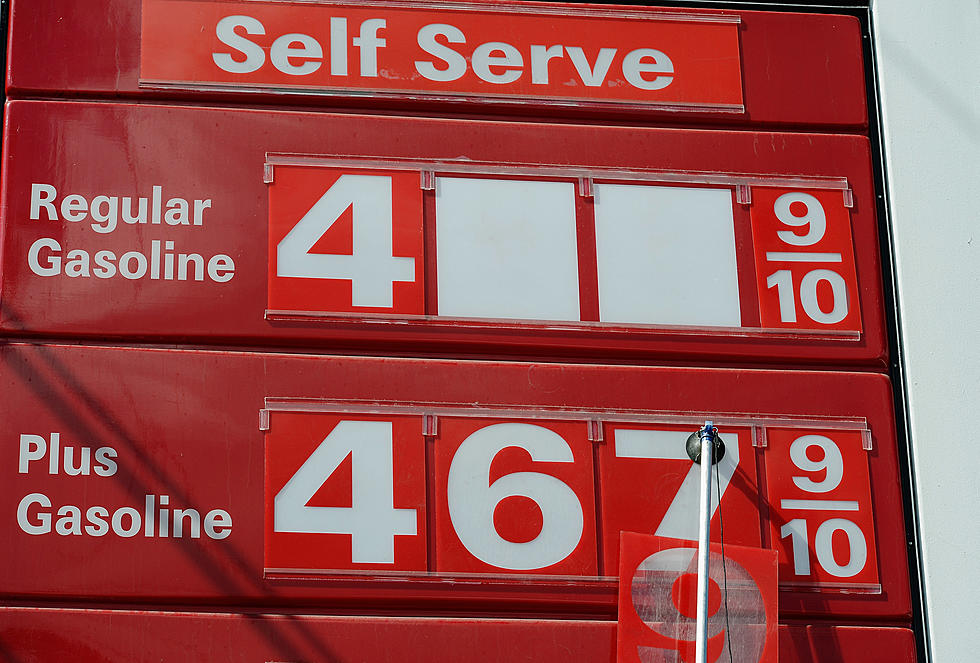 Self Serve
Regular
Gasoline
4 9/10
Plus
Gasoline
467 9/10
9